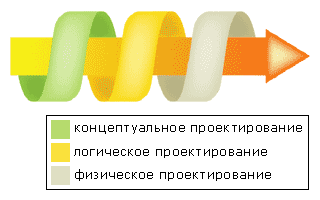 концептуальное проектирование
логическое проектирование
физическое проектирование